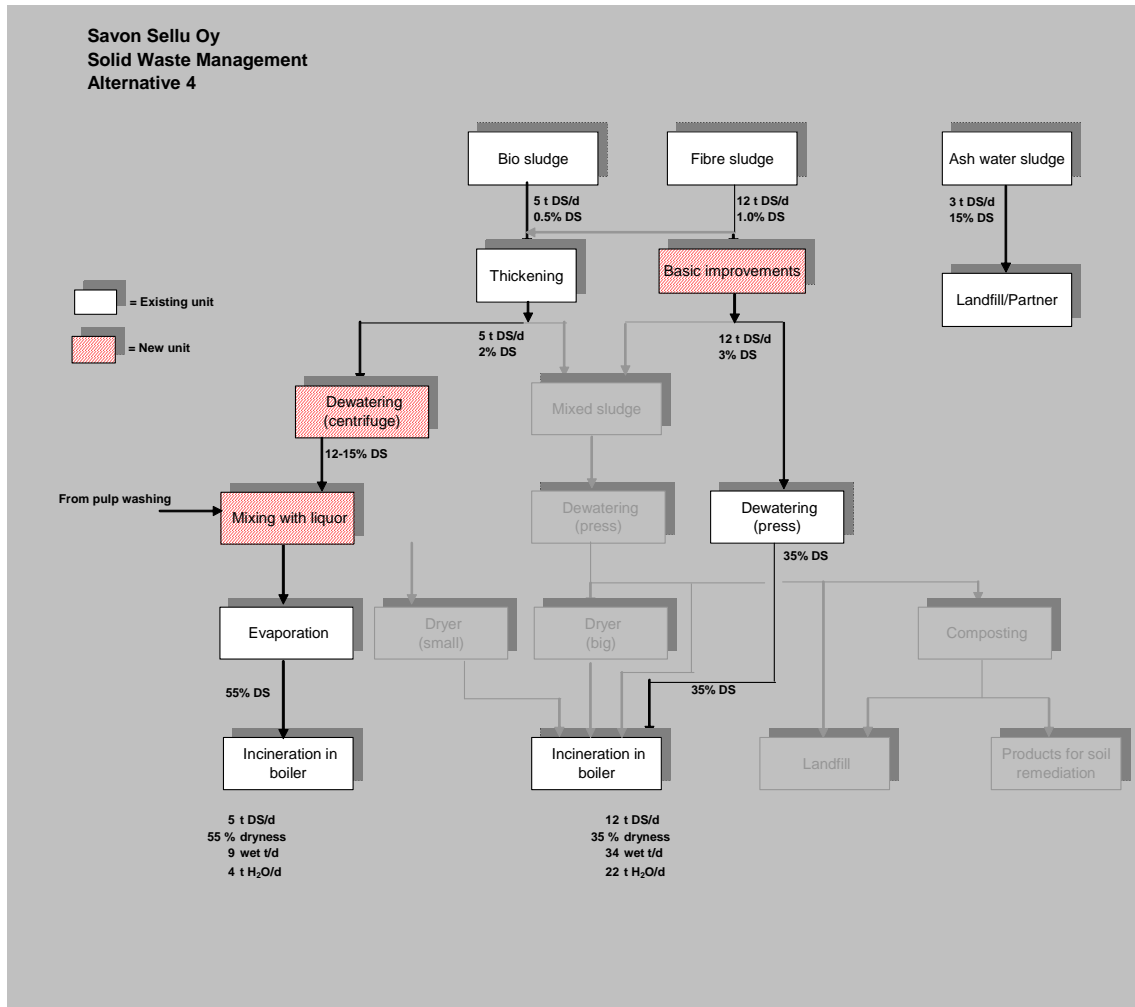 Savon Sellu Oy
Solid Waste Management
Alternative 4
Bio sludge
Fibre sludge
Ash water sludge
5 t DS/d
0.5% DS
12 t DS/d
1.0% DS
3 t DS/d
15% DS
Thickening
Basic improvements
Landfill/Partner
= Existing unit
= New unit
5 t DS/d
2% DS
12 t DS/d
3% DS
Dewatering
(centrifuge)
Mixed sludge
12-15% DS
From pulp washing
Mixing with liquor
Dewatering
(press)
Dewatering
(press)
35% DS
Evaporation
Dryer
(small)
Dryer
(big)
Composting
55% DS
35% DS
Incineration in
boiler
Incineration in
boiler
Landfill
Products for soil
remediation
5 t DS/d
55 % dryness
9 wet t/d
4 t H₂O/d
12 t DS/d
35 % dryness
34 wet t/d
22 t H₂O/d